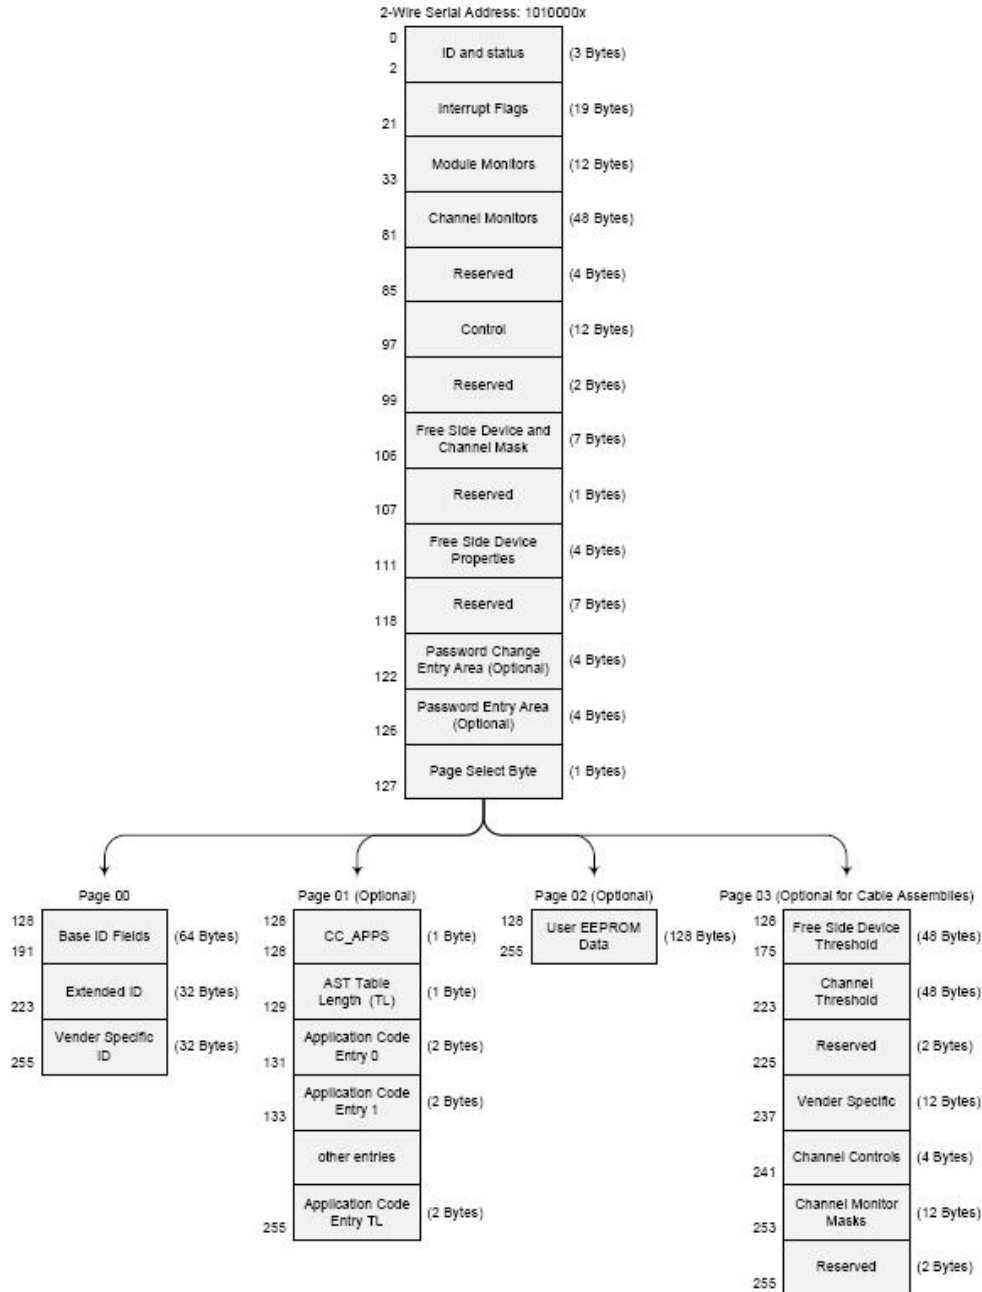 2-Wire Serial Address: 1010000x
0
ID and status
(3 Bytes)
2
Interrupt Flags
(19 Bytes)
21
Module Monitors
(12 Bytes)
33
Channel Monitors
(48 Bytes)
81
Reserved
(4 Bytes)
85
Control
(12 Bytes)
97
Reserved
(2 Bytes)
99
Free Side Device and
Channel Mask
(7 Bytes)
106
Reserved
(1 Bytes)
107
Free Side Device
Properties
(4 Bytes)
111
Reserved
(7 Bytes)
118
Password Change
Entry Area (Optional)
(4 Bytes)
122
Password Entry Area
(Optional)
(4 Bytes)
126
Page Select Byte
(1 Bytes)
127
Page 00
128
Base ID Fields
(64 Bytes)
191
Extended ID
(32 Bytes)
223
Vender Specific
ID
(32 Bytes)
255
Page 01 (Optional)
128
CC_APPS
(1 Byte)
128
AST Table
Length (TL)
(1 Byte)
129
Application Code
Entry 0
(2 Bytes)
131
Application Code
Entry 1
(2 Bytes)
133
other entries
Application Code
Entry TL
(2 Bytes)
255
Page 02 (Optional)
128
User EEPROM
Data
(128 Bytes)
255
Page 03 (Optional for Cable Assemblies)
128
Free Side Device
Threshold
(48 Bytes)
175
Channel
Threshold
(48 Bytes)
223
Reserved
(2 Bytes)
225
Vender Specific
(12 Bytes)
237
Channel Controls
(4 Bytes)
241
Channel Monitor
Masks
(12 Bytes)
253
Reserved
(2 Bytes)
255